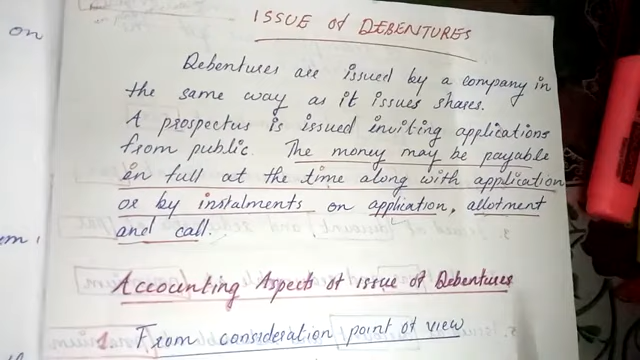 ISSUE of DEBENTURES
on
Debentures are issued by a company in
the same way as it issues shares.
A prospectus is issued inviting applications
from public. The money may be payable
in full at the time along with application
or by instalments on application, allotment
and call.
Accounting Aspects of issue of Debentures
1. From consideration point of view